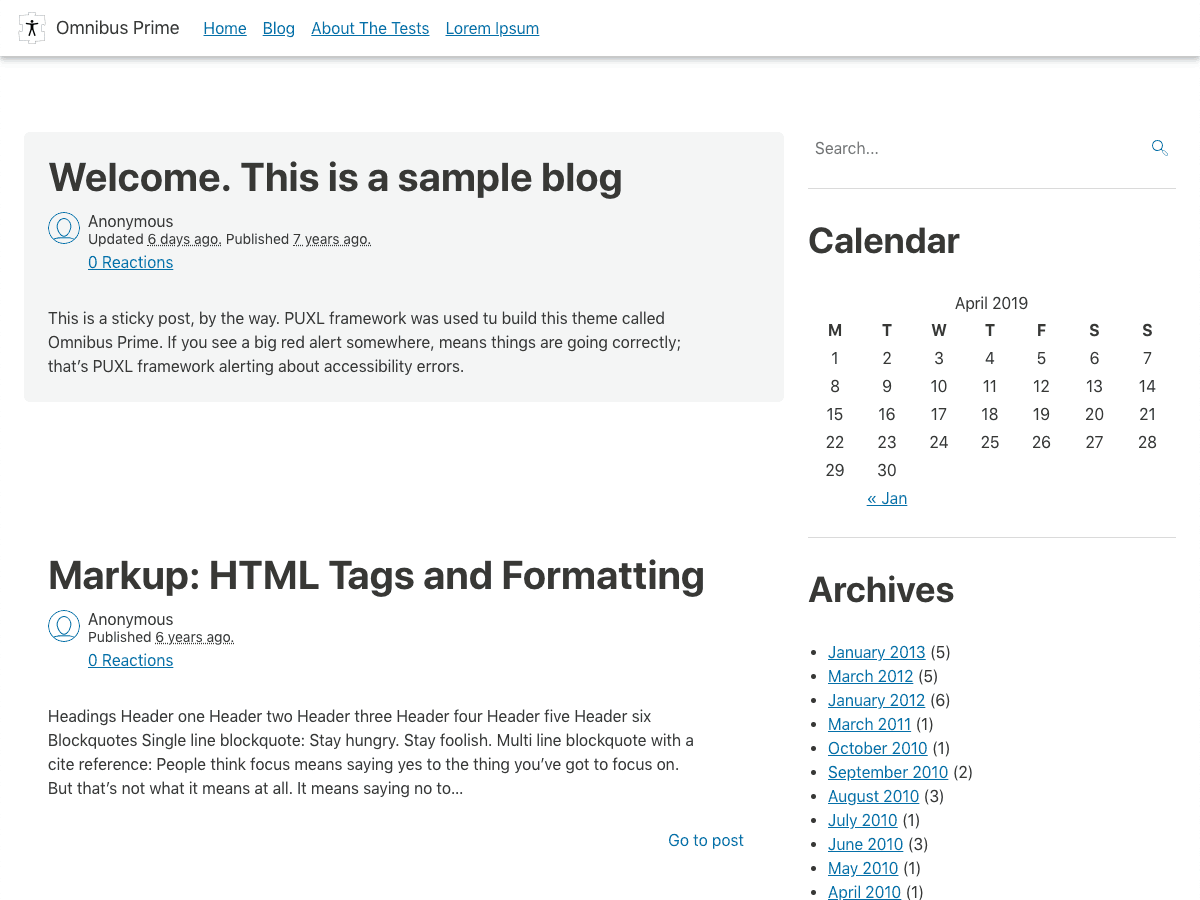 Omnibus Prime Home Blog About The Tests Lorem Ipsum
Welcome. This is a sample blog
Anonymous
Updated 6 days ago. Published 7 years ago.
0 Reactions
This is a sticky post, by the way. PUXL framework was used tu build this theme called
Omnibus Prime. If you see a big red alert somewhere, means things are going correctly;
that’s PUXL framework alerting about accessibility errors.
Markup: HTML Tags and Formatting
Anonymous
Published 6 years ago.
0 Reactions
Headings Header one Header two Header three Header four Header five Header six
Blockquotes Single line blockquote: Stay hungry. Stay foolish. Multi line blockquote with a
cite reference: People think focus means saying yes to the thing you’ve got to focus on.
But that’s not what it means at all. It means saying no to…
Go to post
Search...
Calendar
April 2019
M T W T F S S
1 2 3 4 5 6 7
8 9 10 11 12 13 14
15 16 17 18 19 20 21
22 23 24 25 26 27 28
29 30
« Jan
Archives
January 2013 (5)
March 2012 (5)
January 2012 (6)
March 2011 (1)
October 2010 (1)
September 2010 (2)
August 2010 (3)
July 2010 (1)
June 2010 (3)
May 2010 (1)
April 2010 (1)